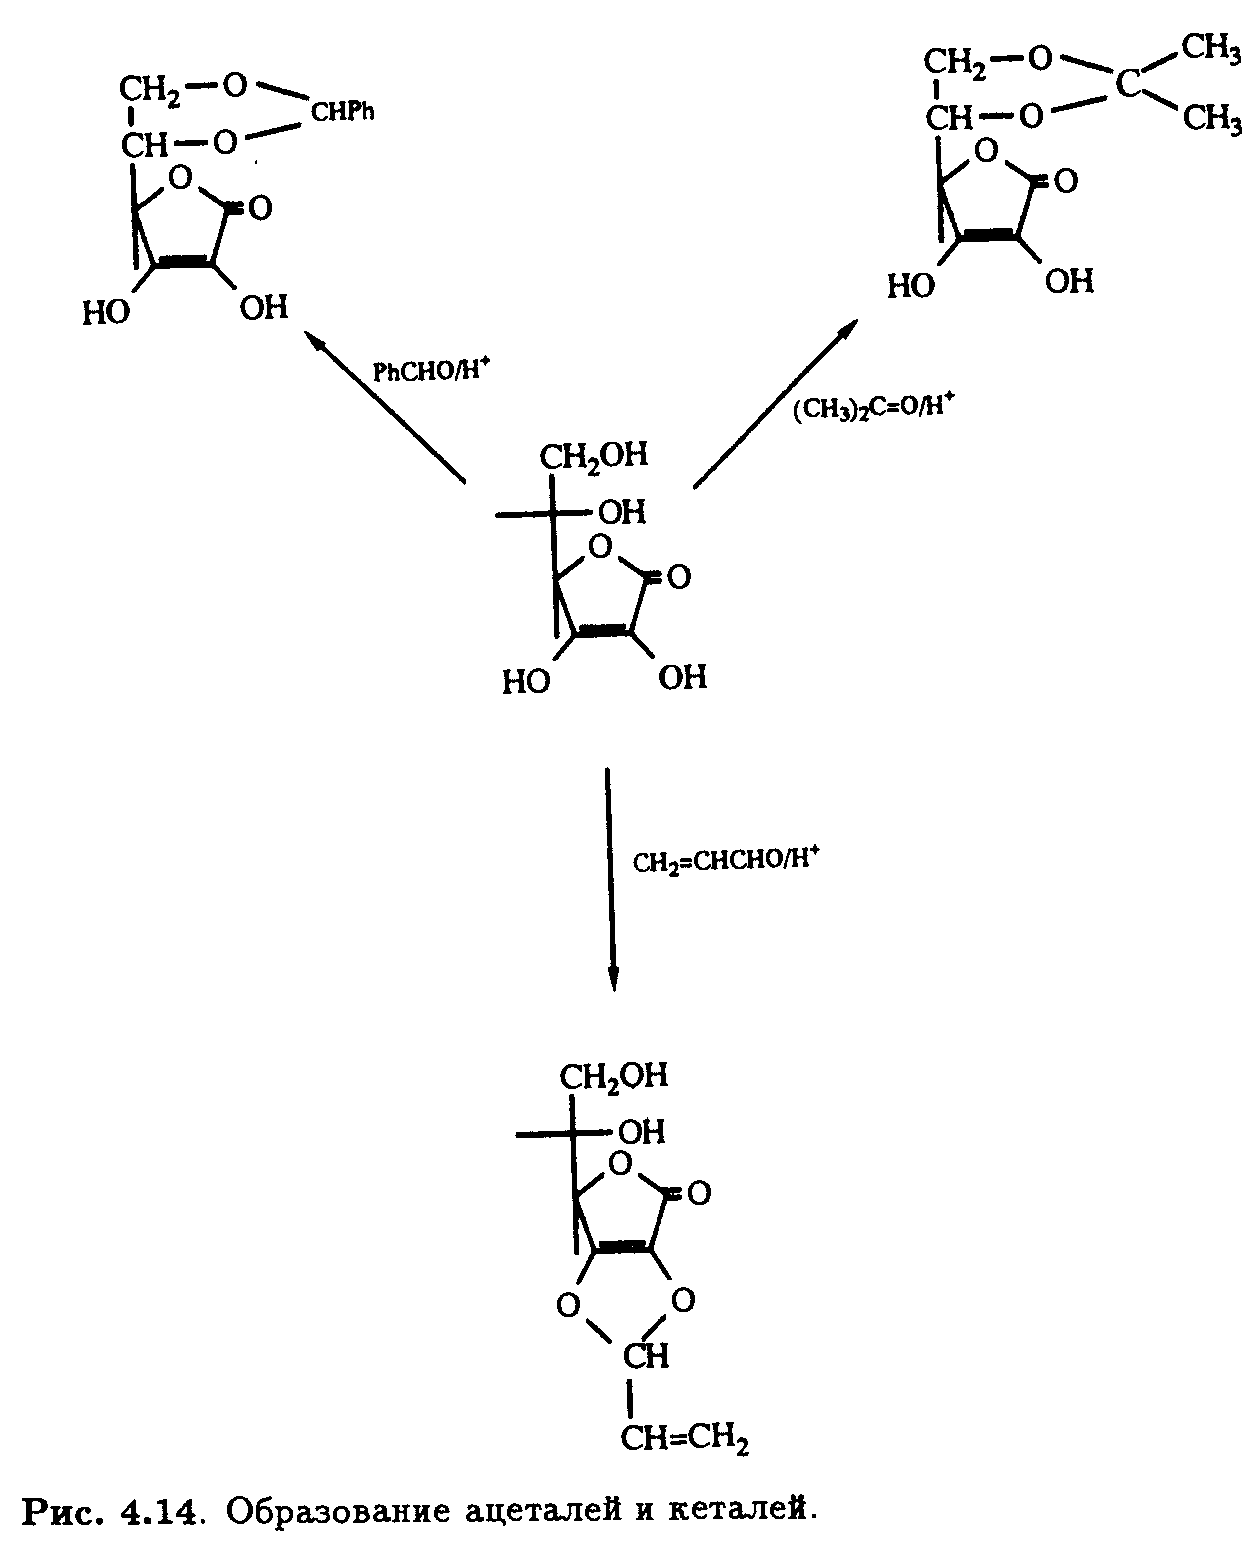 CH₂—O
CHPh
CH—O
O
=O
HO
OH
CH₂—O
CH₃
C
CH—O
CH₃
O
=O
HO
OH
PhCHO/H⁺
(CH₃)₂C=O/H⁺
CH₂OH
OH
O
=O
HO
OH
CH₂=CHCHO/H⁺
CH₂OH
OH
O
=O
O
O
CH
CH=CH₂
Рис. 4.14. Образование ацеталей и кеталей.